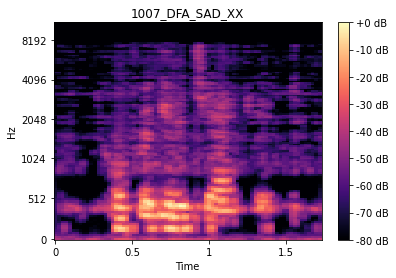 1007_DFA_SAD_XX
Hz
8192
4096
2048
1024
512
0
0
0.5
1
1.5
Time
+0 dB
-10 dB
-20 dB
-30 dB
-40 dB
-50 dB
-60 dB
-70 dB
-80 dB